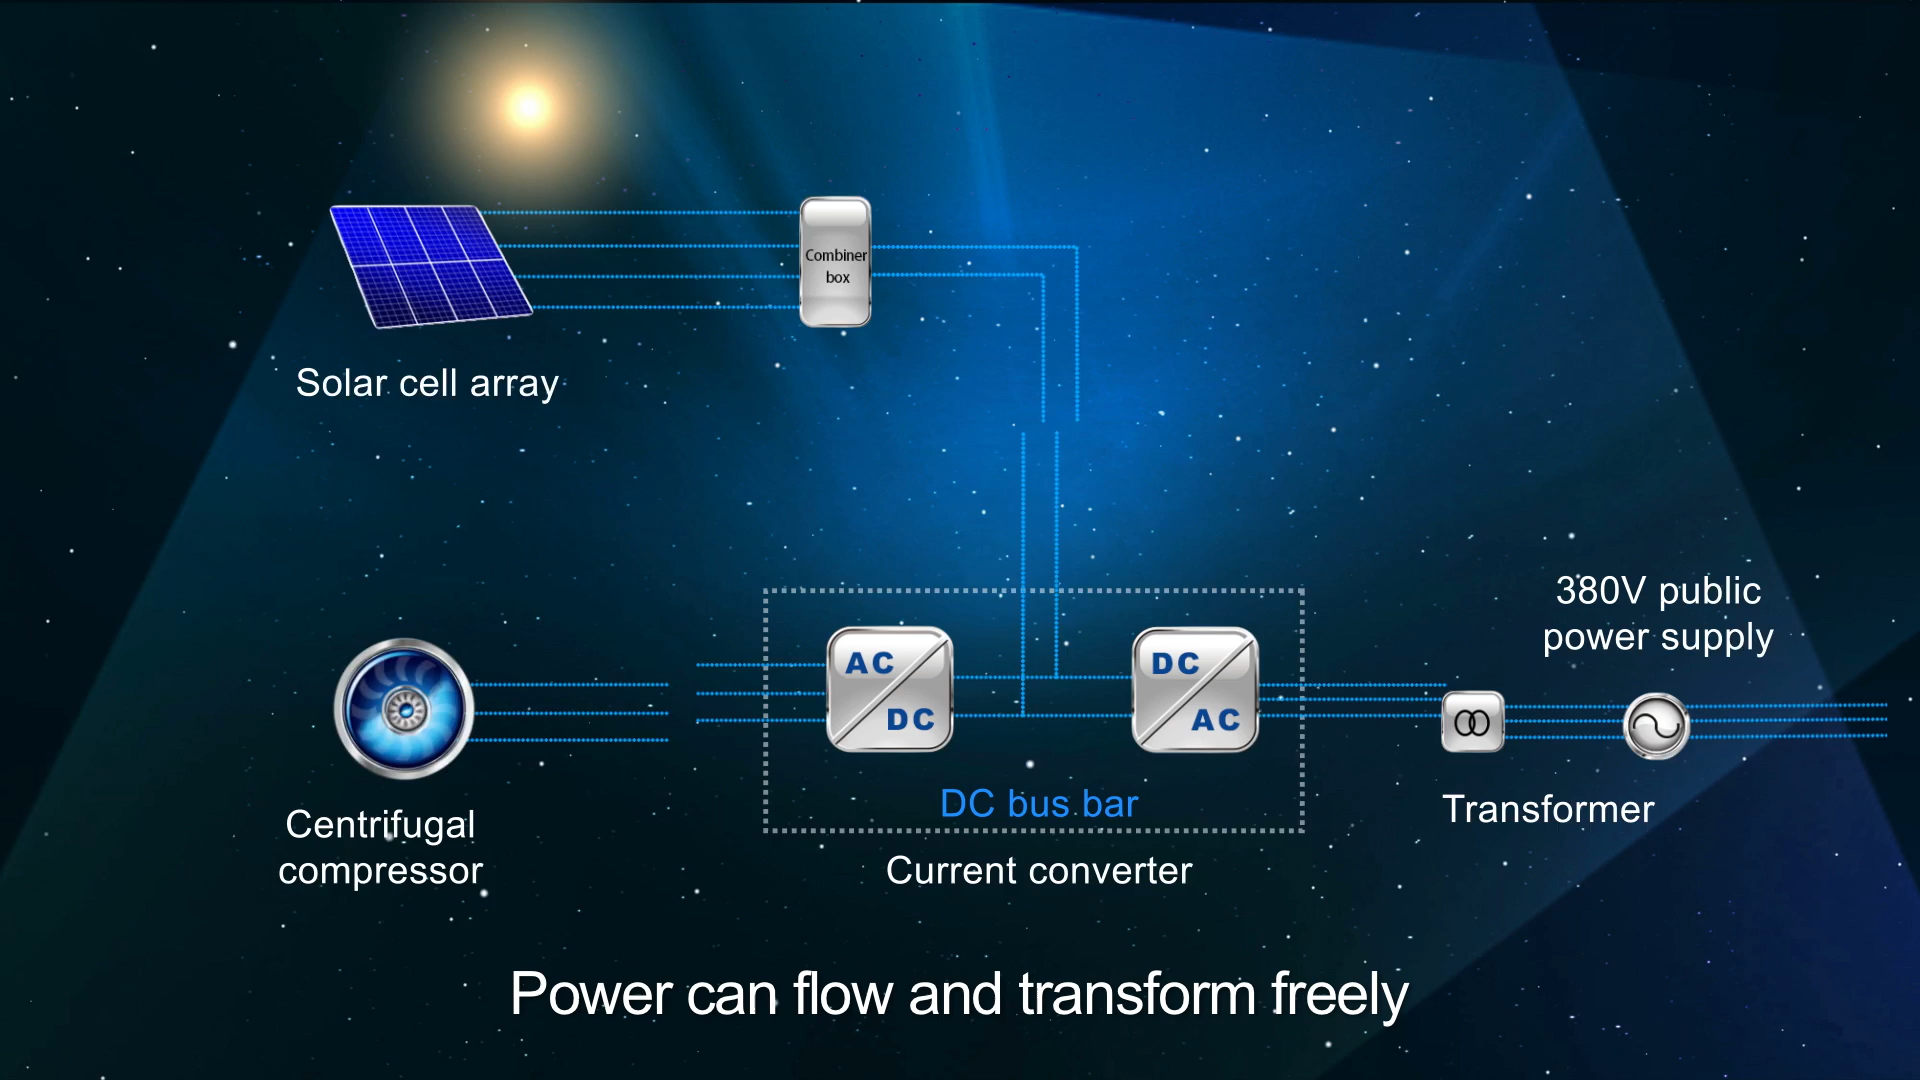 Combiner
box
Solar cell array
380V public
power supply
AC
DC
DC
AC
DC bus bar
Transformer
Centrifugal
compressor
Current converter
Power can flow and transform freely